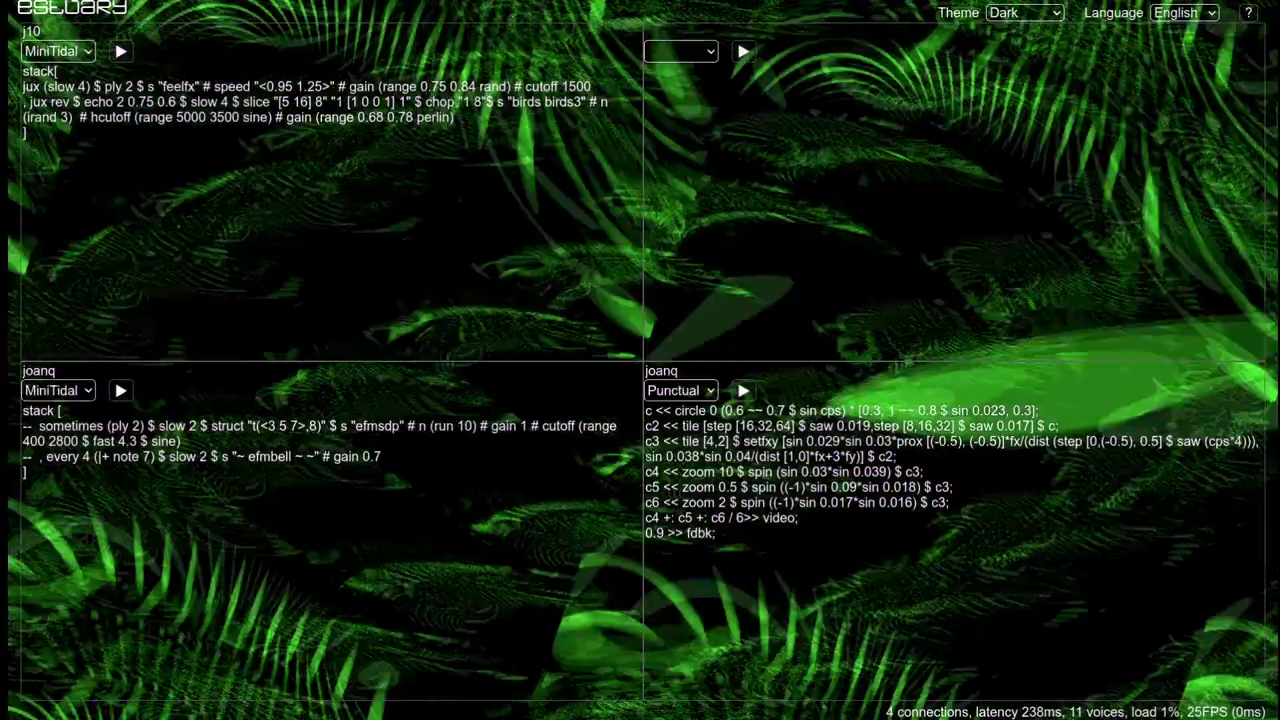 estuary
Theme Dark Language English ?
j10
MiniTidal
stack[
jux (slow 4) $ ply 2 $ s "feelfx" # speed "<0.95 1.25>" # gain (range 0.75 0.84 rand) # cutoff 1500
, jux rev $ echo 2 0.75 0.6 $ slow 4 $ slice "[5 16] 8" "1 [1 0 0 1] 1" $ chop "1 8"$ s "birds birds3" # n
(irand 3)  # hcutoff (range 5000 3500 sine) # gain (range 0.68 0.78 perlin)
]
joanq
MiniTidal
stack [
--  sometimes (ply 2) $ slow 2 $ struct "t(<3 5 7>,8)" $ s "efmsdp" # n (run 10) # gain 1 # cutoff (range
400 2800 $ fast 4.3 $ sine)
--  , every 4 (|+ note 7) $ slow 2 $ s "~ efmbell ~ ~" # gain 0.7
]
joanq
Punctual
c << circle 0 (0.6 ~~ 0.7 $ sin cps) * [0.3, 1 ~~ 0.8 $ sin 0.023, 0.3];
c2 << tile [step [16,32,64] $ saw 0.019,step [8,16,32] $ saw 0.017] $ c;
c3 << tile [4,2] $ setfxy [sin 0.029*sin 0.03*prox [(-0.5), (-0.5)]*fx/(dist (step [0,(-0.5), 0.5] $ saw (cps*4))),
sin 0.038*sin 0.04/(dist [1,0]*fx+3*fy)] $ c2;
c4 << zoom 10 $ spin (sin 0.03*sin 0.039) $ c3;
c5 << zoom 0.5 $ spin ((-1)*sin 0.09*sin 0.018) $ c3;
c6 << zoom 2 $ spin ((-1)*sin 0.017*sin 0.016) $ c3;
c4 +: c5 +: c6 / 6>> video;
0.9 >> fdbk;
4 connections, latency 238ms, 11 voices, load 1%, 25FPS (0ms)